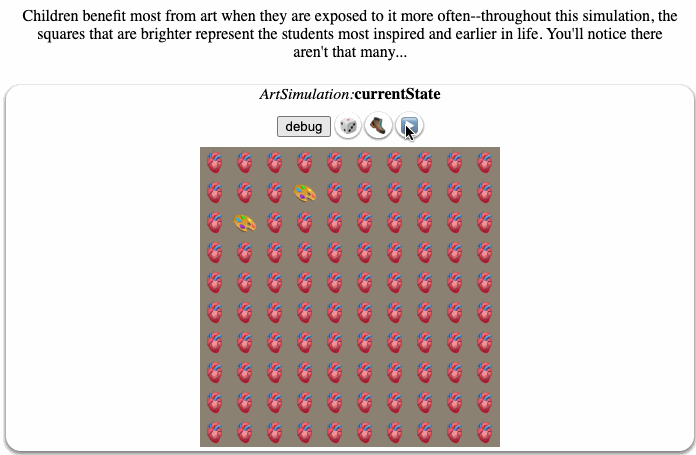 Children benefit most from art when they are exposed to it more often--throughout this simulation, the
squares that are brighter represent the students most inspired and earlier in life. You'll notice there
aren't that many...
ArtSimulation:currentState
debug